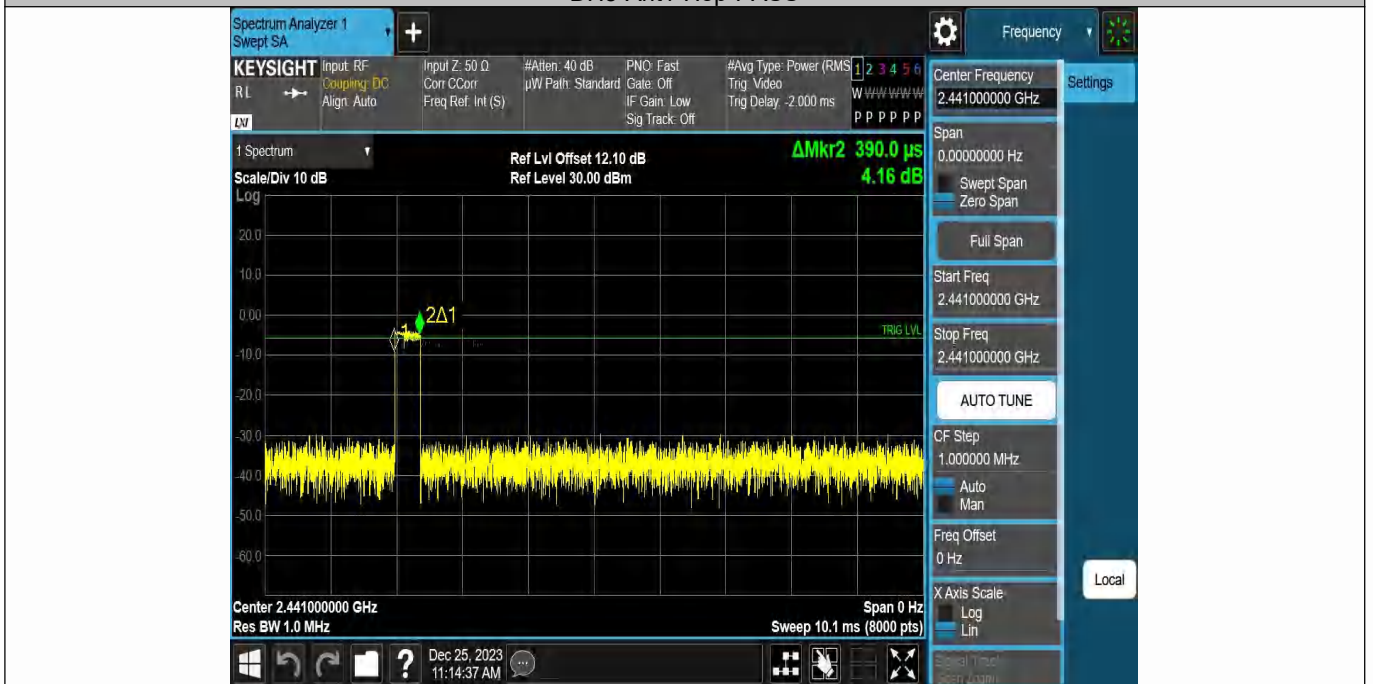 Spectrum Analyzer 1
Swept SA
+
Frequency
KEYSIGHT
RL
LXI
Input: RF
Coupling: DC
Align: Auto
Input Z: 50 Ω
Corr CCorr
Freq Ref: Int (S)
#Atten: 40 dB
µW Path: Standard
PNO: Fast
Gate: Off
IF Gain: Low
Sig Track: Off
#Avg Type: Power (RMS
Trig: Video
Trig Delay: -2.000 ms
1 2 3 4 5 6
W W W W W W
P P P P P P
1 Spectrum
Scale/Div 10 dB
Log
Ref Lvl Offset 12.10 dB
Ref Level 30.00 dBm
ΔMkr2 390.0 µs
4.16 dB
20.0
10.0
0.00
-10.0
-20.0
-30.0
-40.0
-50.0
-60.0
1
2Δ1
TRIG LVL
Center 2.441000000 GHz
Res BW 1.0 MHz
Span 0 Hz
Sweep 10.1 ms (8000 pts)
Center Frequency
2.441000000 GHz
Settings
Span
0.00000000 Hz
Swept Span
Zero Span
Full Span
Start Freq
2.441000000 GHz
Stop Freq
2.441000000 GHz
AUTO TUNE
CF Step
1.000000 MHz
Auto
Man
Freq Offset
0 Hz
X Axis Scale
Log
Lin
Local
?
Dec 25, 2023
11:14:37 AM